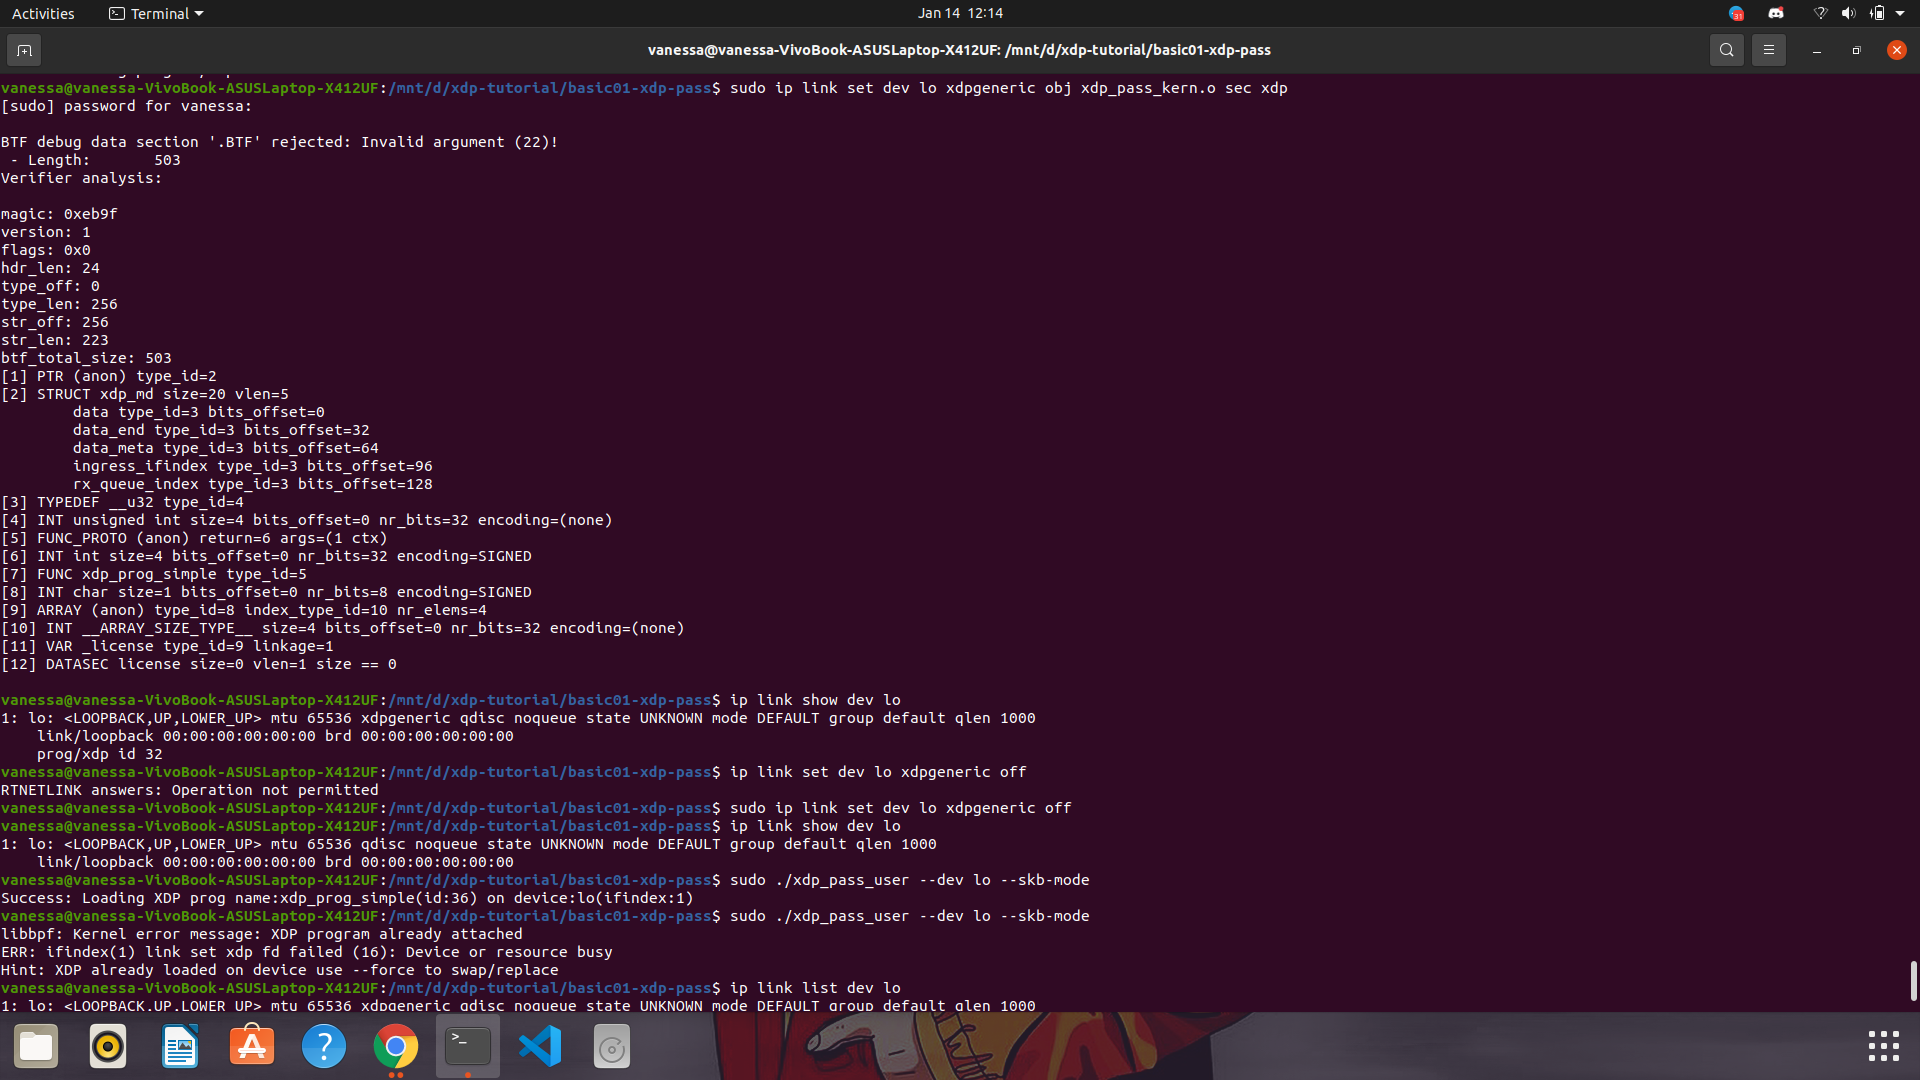 Activities
Terminal
Jan 14 12:14
31
vanessa@vanessa-VivoBook-ASUSLaptop-X412UF: /mnt/d/xdp-tutorial/basic01-xdp-pass
vanessa@vanessa-VivoBook-ASUSLaptop-X412UF:/mnt/d/xdp-tutorial/basic01-xdp-pass$ sudo ip link set dev lo xdpgeneric obj xdp_pass_kern.o sec xdp
[sudo] password for vanessa:
BTF debug data section '.BTF' rejected: Invalid argument (22)!
 - Length:       503
Verifier analysis:
magic: 0xeb9f
version: 1
flags: 0x0
hdr_len: 24
type_off: 0
type_len: 256
str_off: 256
str_len: 223
btf_total_size: 503
[1] PTR (anon) type_id=2
[2] STRUCT xdp_md size=20 vlen=5
        data type_id=3 bits_offset=0
        data_end type_id=3 bits_offset=32
        data_meta type_id=3 bits_offset=64
        ingress_ifindex type_id=3 bits_offset=96
        rx_queue_index type_id=3 bits_offset=128
[3] TYPEDEF __u32 type_id=4
[4] INT unsigned int size=4 bits_offset=0 nr_bits=32 encoding=(none)
[5] FUNC_PROTO (anon) return=6 args=(1 ctx)
[6] INT int size=4 bits_offset=0 nr_bits=32 encoding=SIGNED
[7] FUNC xdp_prog_simple type_id=5
[8] INT char size=1 bits_offset=0 nr_bits=8 encoding=SIGNED
[9] ARRAY (anon) type_id=8 index_type_id=10 nr_elems=4
[10] INT __ARRAY_SIZE_TYPE__ size=4 bits_offset=0 nr_bits=32 encoding=(none)
[11] VAR _license type_id=9 linkage=1
[12] DATASEC license size=0 vlen=1 size == 0
vanessa@vanessa-VivoBook-ASUSLaptop-X412UF:/mnt/d/xdp-tutorial/basic01-xdp-pass$ ip link show dev lo
1: lo: <LOOPBACK,UP,LOWER_UP> mtu 65536 xdpgeneric qdisc noqueue state UNKNOWN mode DEFAULT group default qlen 1000
    link/loopback 00:00:00:00:00:00 brd 00:00:00:00:00:00
    prog/xdp id 32
vanessa@vanessa-VivoBook-ASUSLaptop-X412UF:/mnt/d/xdp-tutorial/basic01-xdp-pass$ ip link set dev lo xdpgeneric off
RTNETLINK answers: Operation not permitted
vanessa@vanessa-VivoBook-ASUSLaptop-X412UF:/mnt/d/xdp-tutorial/basic01-xdp-pass$ sudo ip link set dev lo xdpgeneric off
vanessa@vanessa-VivoBook-ASUSLaptop-X412UF:/mnt/d/xdp-tutorial/basic01-xdp-pass$ ip link show dev lo
1: lo: <LOOPBACK,UP,LOWER_UP> mtu 65536 qdisc noqueue state UNKNOWN mode DEFAULT group default qlen 1000
    link/loopback 00:00:00:00:00:00 brd 00:00:00:00:00:00
vanessa@vanessa-VivoBook-ASUSLaptop-X412UF:/mnt/d/xdp-tutorial/basic01-xdp-pass$ sudo ./xdp_pass_user --dev lo --skb-mode
Success: Loading XDP prog name:xdp_prog_simple(id:36) on device:lo(ifindex:1)
vanessa@vanessa-VivoBook-ASUSLaptop-X412UF:/mnt/d/xdp-tutorial/basic01-xdp-pass$ sudo ./xdp_pass_user --dev lo --skb-mode
libbpf: Kernel error message: XDP program already attached
ERR: ifindex(1) link set xdp fd failed (16): Device or resource busy
Hint: XDP already loaded on device use --force to swap/replace
vanessa@vanessa-VivoBook-ASUSLaptop-X412UF:/mnt/d/xdp-tutorial/basic01-xdp-pass$ ip link list dev lo
1: lo: <LOOPBACK,UP,LOWER_UP> mtu 65536 xdpgeneric qdisc noqueue state UNKNOWN mode DEFAULT group default qlen 1000